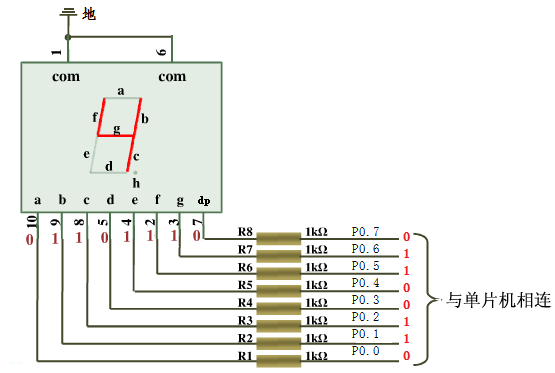 地
1 6
com com
a
f b
g
e c
d
h
a b c d e f g dp
10 9 8 5 4 2 3 7
0 1 1 0 1 1 1 0
R8 1kΩ P0.7 0
R7 1kΩ P0.6 1
R6 1kΩ P0.5 1
R5 1kΩ P0.4 0
R4 1kΩ P0.3 0
R3 1kΩ P0.2 1
R2 1kΩ P0.1 1
R1 1kΩ P0.0 0
与单片机相连